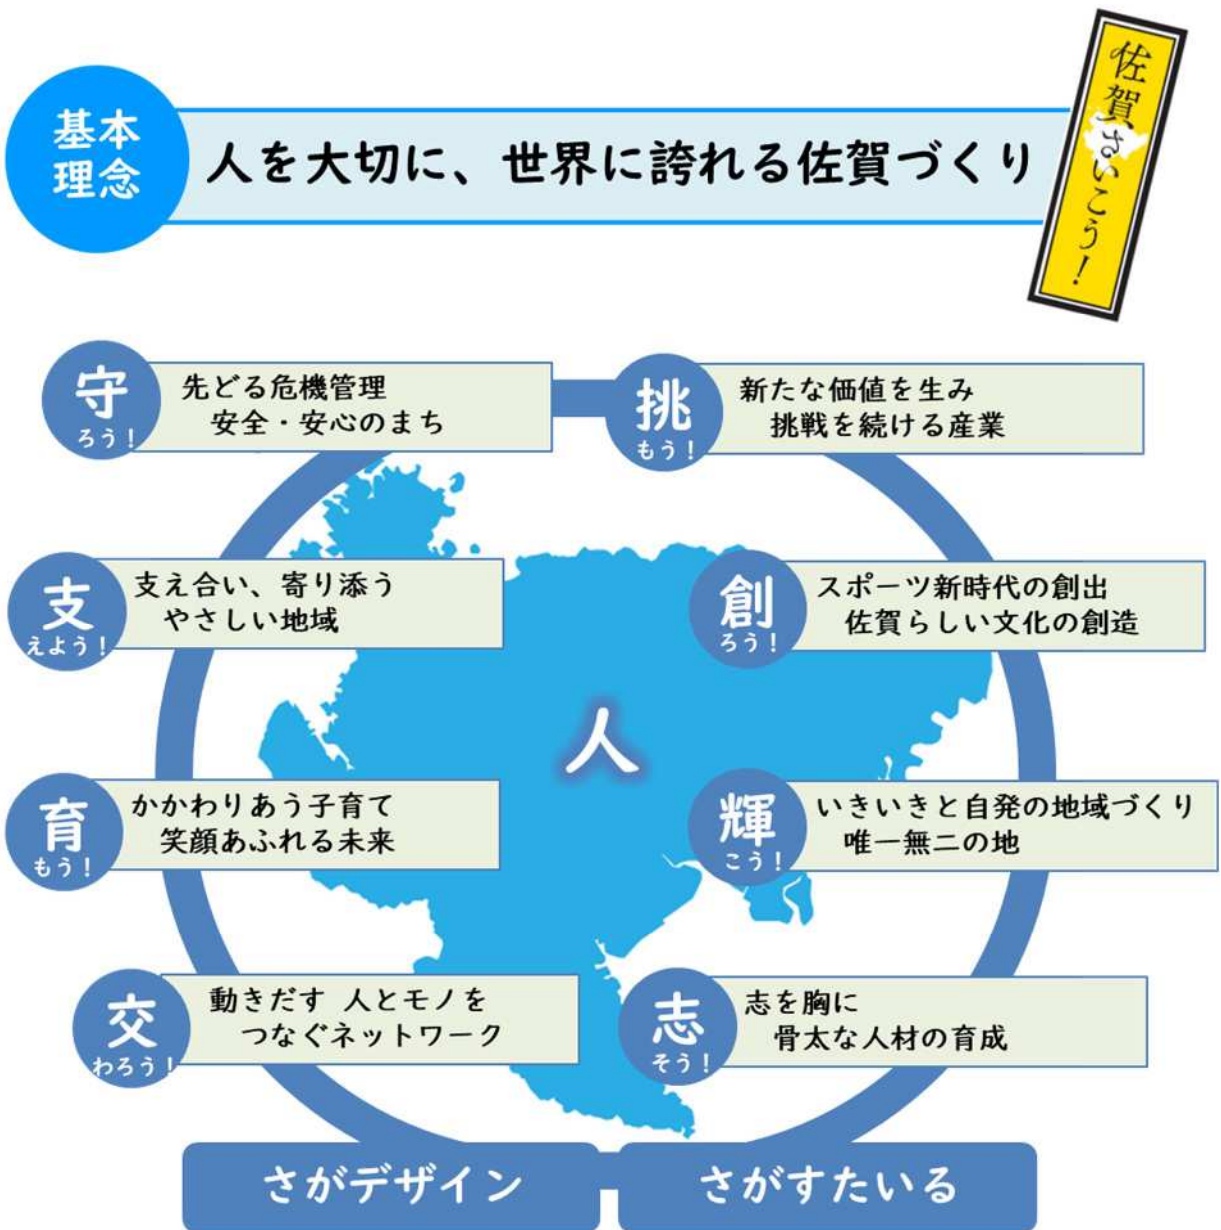 基本
理念
人を大切に、世界に誇れる佐賀づくり
佐賀さいこう！
守
ろう！
先どる危機管理
安全・安心のまち
挑
もう！
新たな価値を生み
挑戦を続ける産業
支
えよう！
支え合い、寄り添う
やさしい地域
創
ろう！
スポーツ新時代の創出
佐賀らしい文化の創造
人
育
もう！
かかわりあう子育て
笑顔あふれる未来
輝
こう！
いきいきと自発の地域づくり
唯一無二の地
交
わろう！
動きだす 人とモノを
つなぐネットワーク
志
そう！
志を胸に
骨太な人材の育成
さがデザイン
さがすたいる